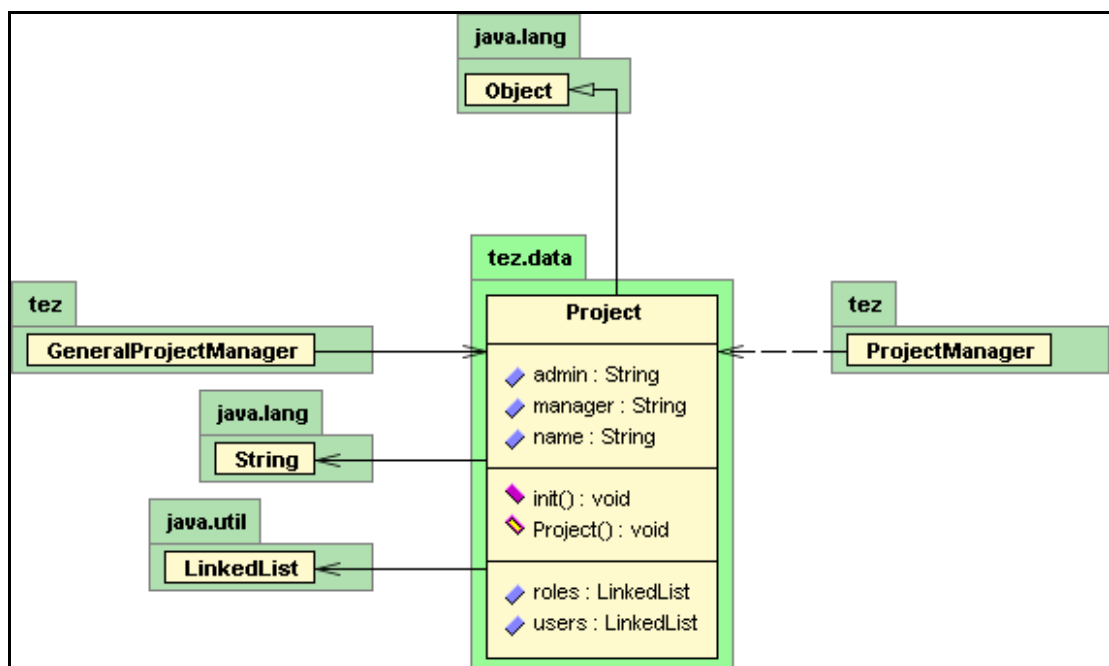 java.lang
Object
tez.data
Project
tez
GeneralProjectManager
tez
ProjectManager
admin : String
manager : String
name : String
java.lang
String
init() : void
Project() : void
java.util
LinkedList
roles : LinkedList
users : LinkedList